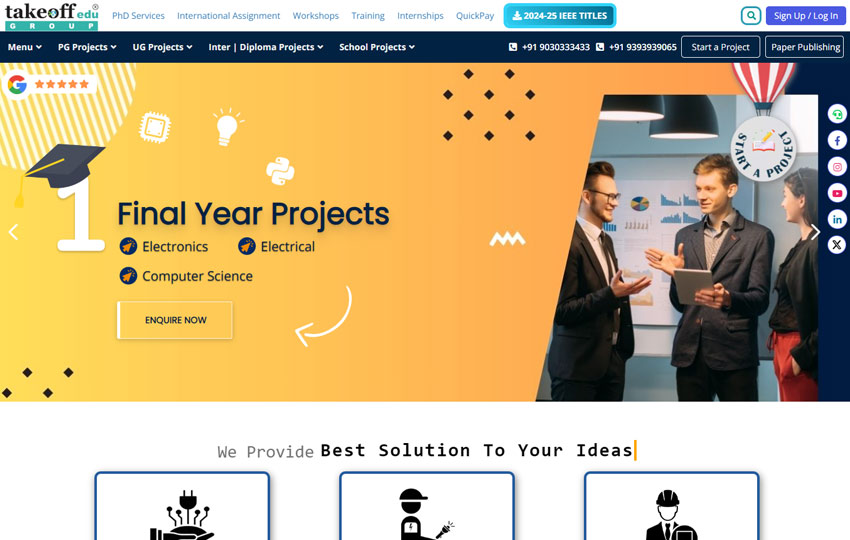 takeoff edu ®
GROUP
PhD Services
International Assignment
Workshops
Training
Internships
QuickPay
2024-25 IEEE TITLES
Sign Up / Log In
Menu
PG Projects
UG Projects
Inter | Diploma Projects
School Projects
+91 9030333433
+91 9393939065
Start a Project
Paper Publishing
START A PROJECT
1
Final Year Projects
Electronics
Electrical
Computer Science
ENQUIRE NOW
We Provide Best Solution To Your Ideas